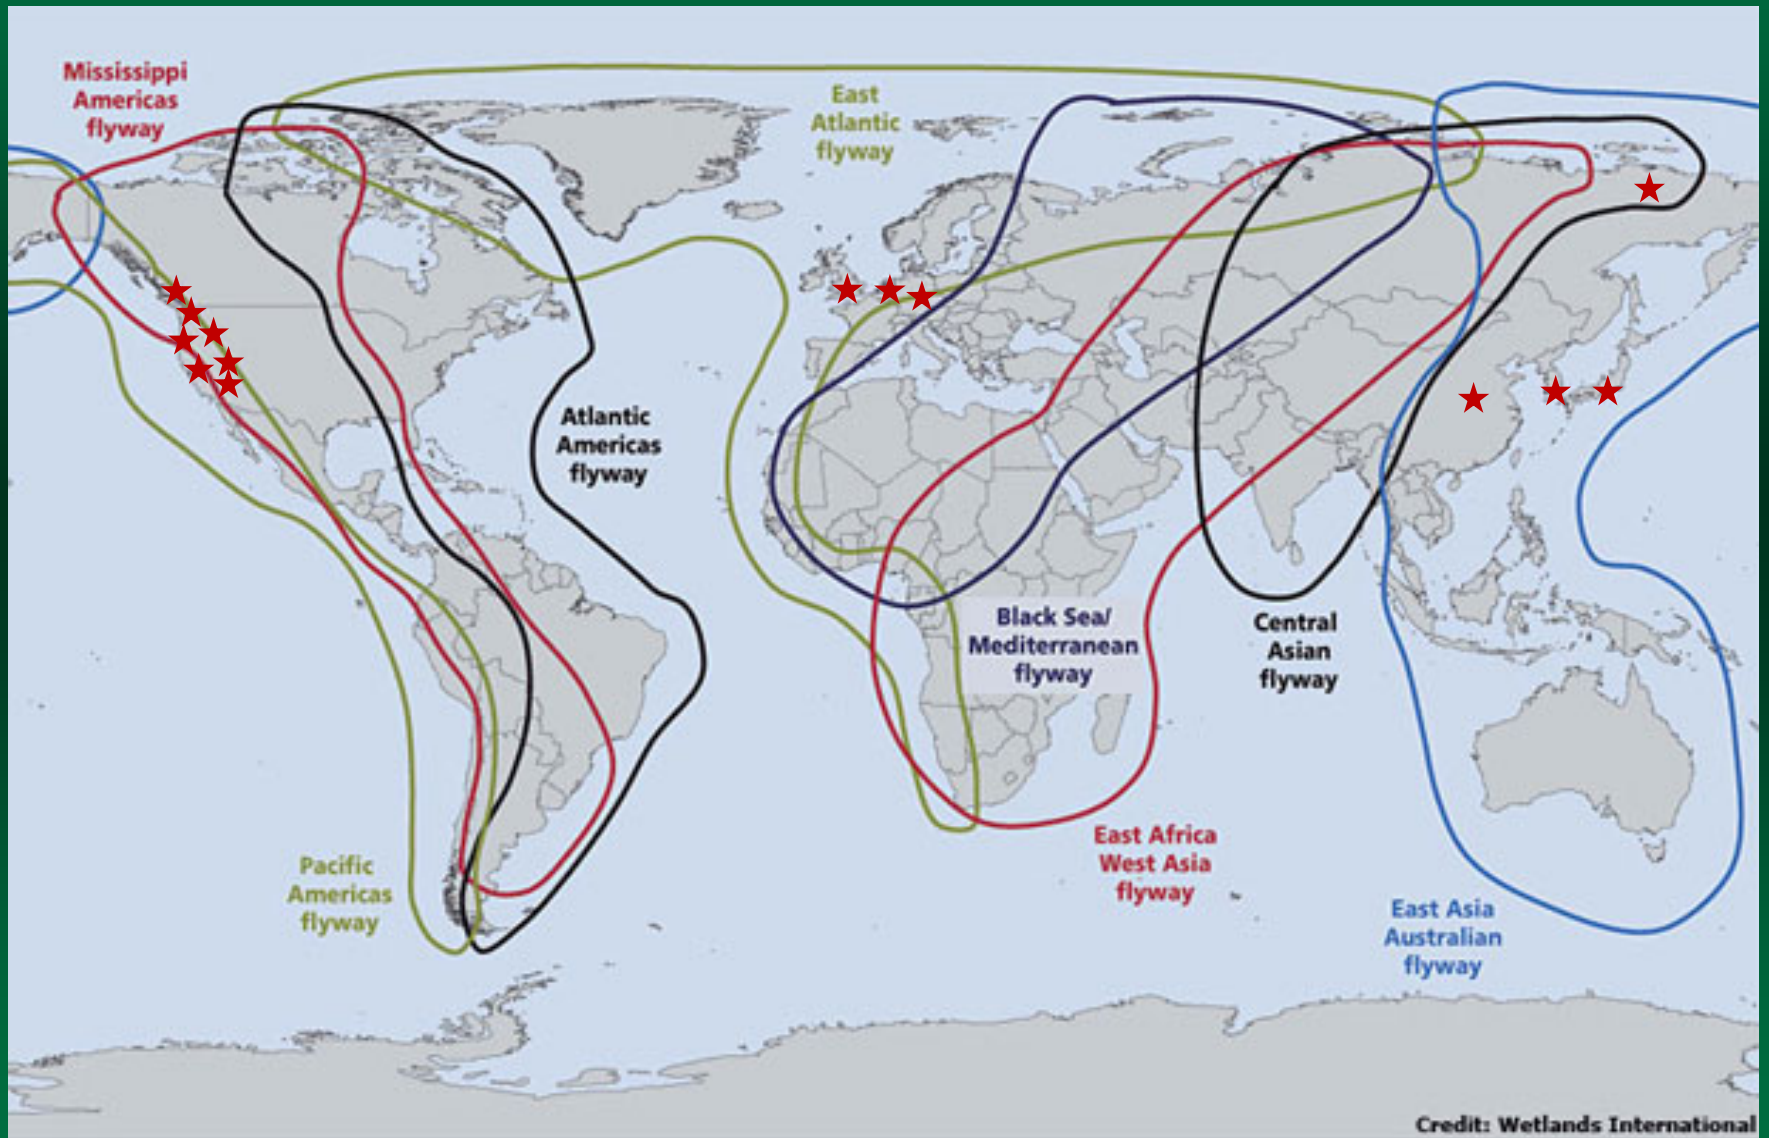 Mississippi
Americas
flyway
East
Atlantic
flyway
Atlantic
Americas
flyway
Black Sea/
Mediterranean
flyway
Central
Asian
flyway
Pacific
Americas
flyway
East Africa
West Asia
flyway
East Asia
Australian
flyway
Credit: Wetlands International